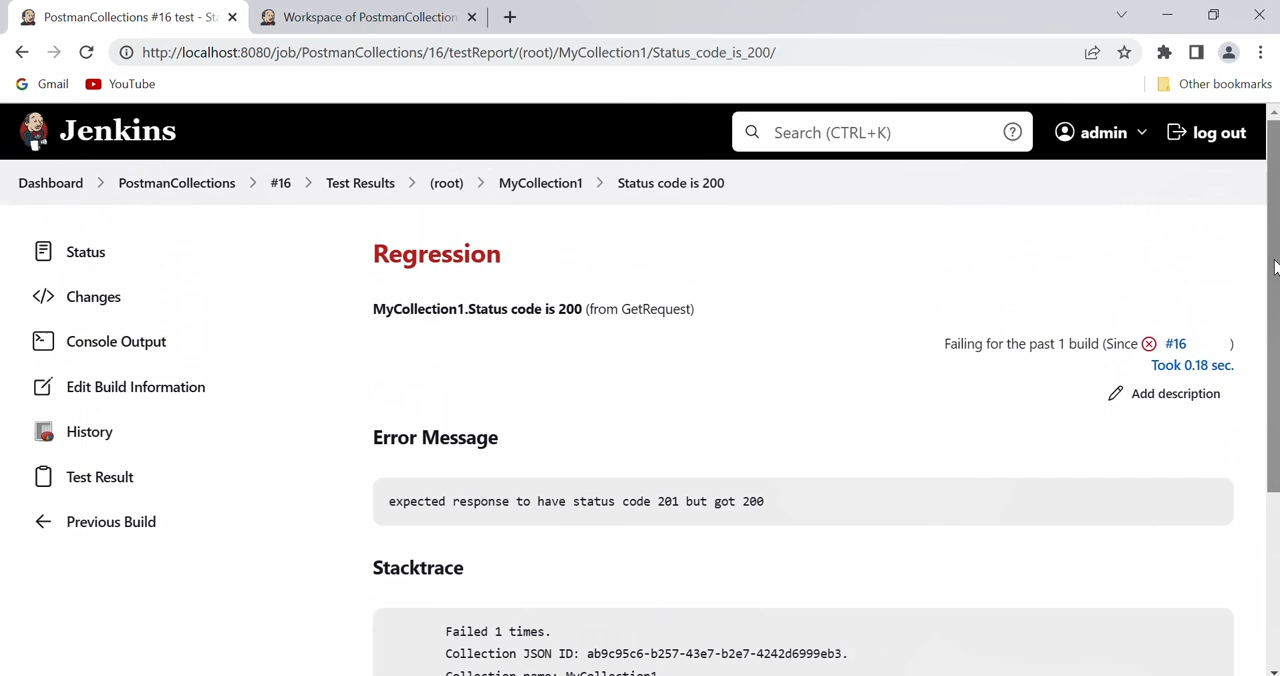 PostmanCollections #16 test - Sta
Workspace of PostmanCollection
http://localhost:8080/job/PostmanCollections/16/testReport/(root)/MyCollection1/Status_code_is_200/
Gmail
YouTube
Other bookmarks
Jenkins
Search (CTRL+K)
admin
log out
Dashboard > PostmanCollections > #16 > Test Results > (root) > MyCollection1 > Status code is 200
Status
Changes
Console Output
Edit Build Information
History
Test Result
Previous Build
Regression
MyCollection1.Status code is 200 (from GetRequest)
Failing for the past 1 build (Since #16 )
Took 0.18 sec.
Add description
Error Message
expected response to have status code 201 but got 200
Stacktrace
Failed 1 times.
Collection JSON ID: ab9c95c6-b257-43e7-b2e7-4242d6999eb3.
Collection name: MyCollection1